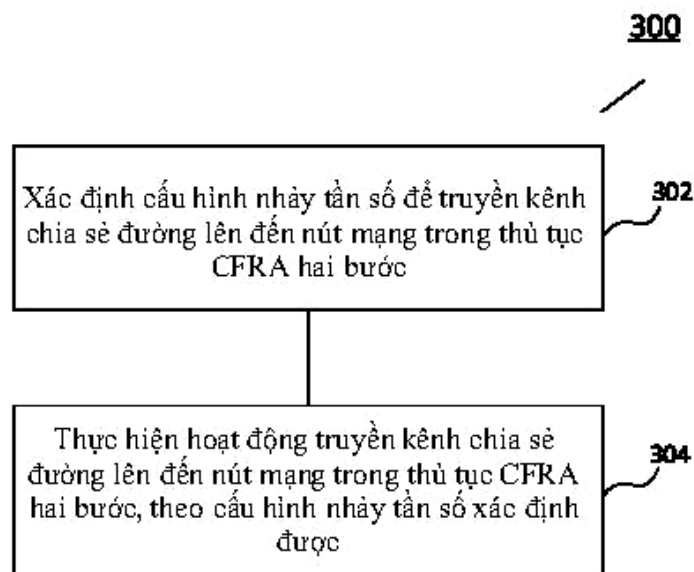 300
Xác định cấu hình nhảy tần số để truyền kênh
chia sẻ đường lên đến nút mạng trong thủ tục
CFRA hai bước
302
Thực hiện hoạt động truyền kênh chia sẻ
đường lên đến nút mạng trong thủ tục CFRA
hai bước, theo cấu hình nhảy tần số xác định
được
304